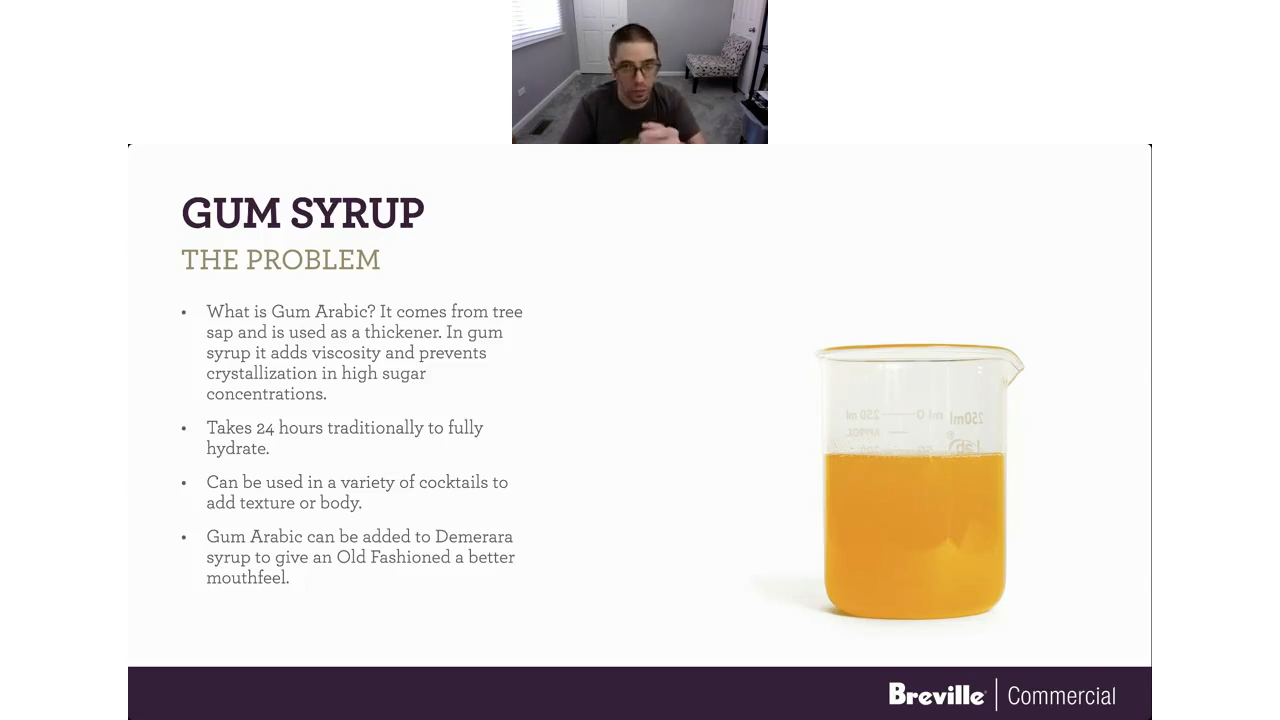 GUM SYRUP
THE PROBLEM
• What is Gum Arabic? It comes from tree
sap and is used as a thickener. In gum
syrup it adds viscosity and prevents
crystallization in high sugar
concentrations.
• Takes 24 hours traditionally to fully
hydrate.
• Can be used in a variety of cocktails to
add texture or body.
• Gum Arabic can be added to Demerara
syrup to give an Old Fashioned a better
mouthfeel.
250ml
APPROX
Breville | Commercial